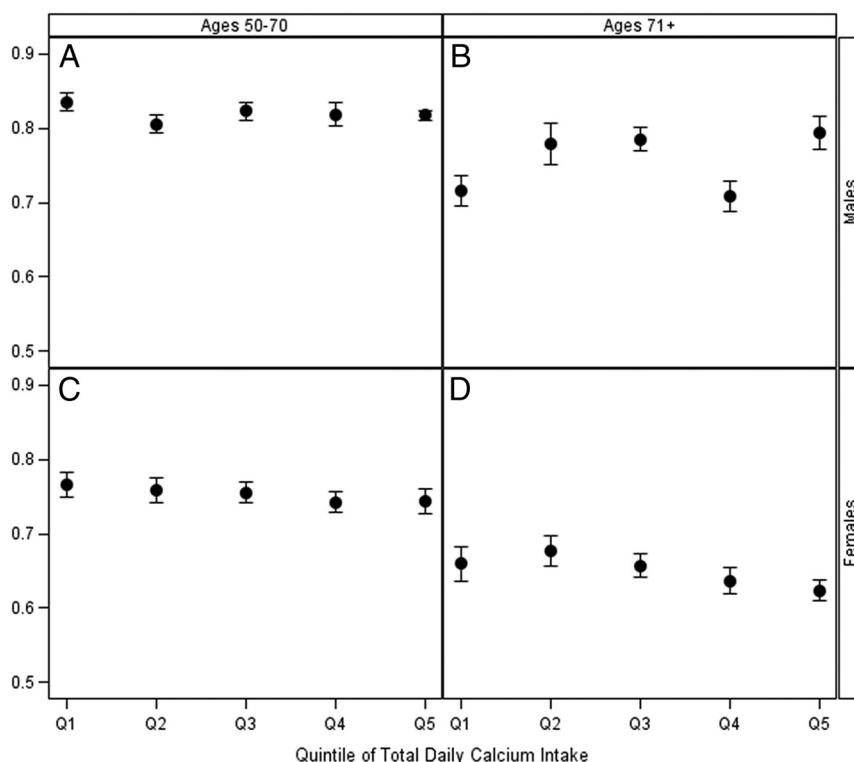 Ages 50-70
Ages 71+
A
B
0.9
0.8
0.7
0.6
0.5
Males
C
D
0.9
0.8
0.7
0.6
0.5
Females
Q1 Q2 Q3 Q4 Q5 Q1 Q2 Q3 Q4 Q5
Quintile of Total Daily Calcium Intake